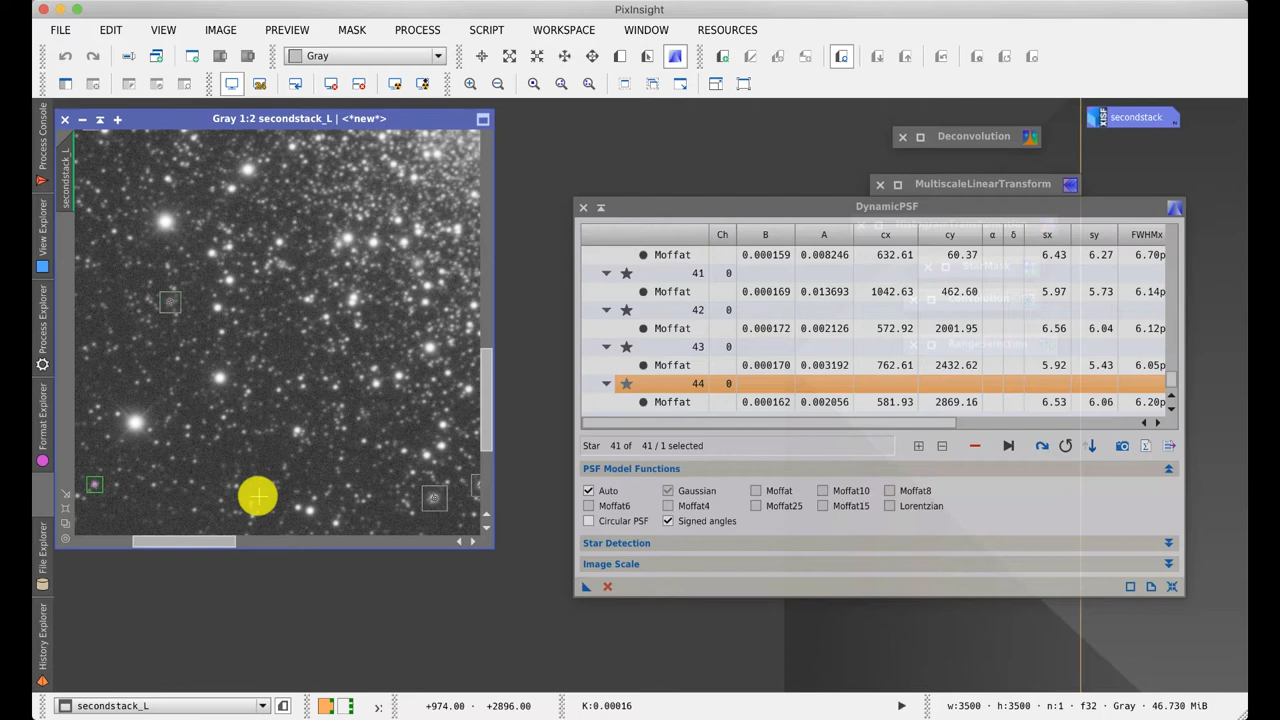 PixInsight
FILE EDIT VIEW IMAGE PREVIEW MASK PROCESS SCRIPT WORKSPACE WINDOW RESOURCES
Gray
Process Console
View Explorer
Process Explorer
Format Explorer
File Explorer
History Explorer
Gray 1:2 secondstack_L | <*new*>
secondstack_L
XISF
secondstack
Deconvolution
MultiscaleLinearTransform
DynamicPSF
StarMask
Convolution
RangeSelection
Ch B A cx cy α δ sx sy FWHMx
Moffat 0.000159 0.008246 632.61 60.37 6.43 6.27 6.70p
41 0
Moffat 0.000169 0.013693 1042.63 462.60 5.97 5.73 6.14p
42 0
Moffat 0.000172 0.002126 572.92 2001.95 6.56 6.04 6.12p
43 0
Moffat 0.000170 0.003192 762.61 2432.62 5.92 5.43 6.05p
44 0
Moffat 0.000162 0.002056 581.93 2869.16 6.53 6.06 6.20p
Star 41 of 41 / 1 selected
PSF Model Functions
Auto Gaussian Moffat Moffat10 Moffat8
Moffat6 Moffat4 Moffat25 Moffat15 Lorentzian
Circular PSF Signed angles
Star Detection
Image Scale
secondstack_L
+974.00 +2896.00
K:0.00016
w:3500 · h:3500 · n:1 · f32 · Gray · 46.730 MiB